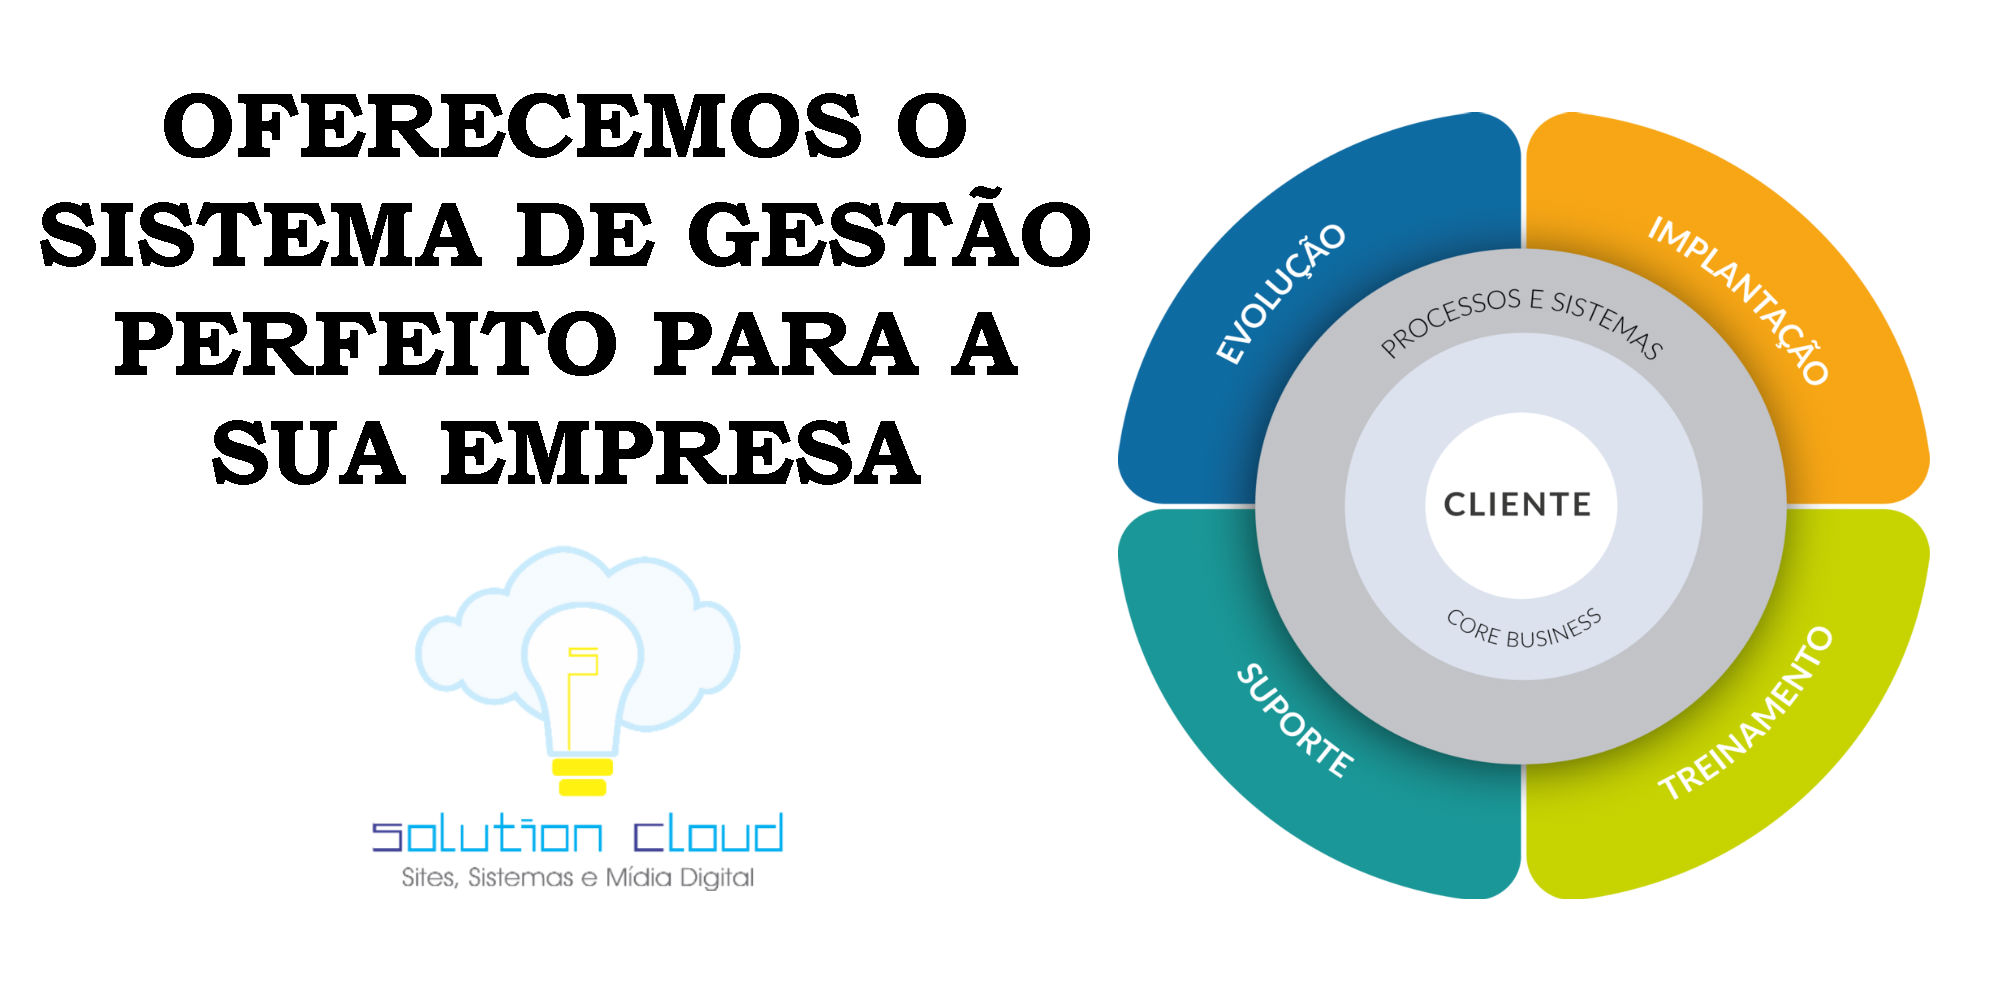 OFERECEMOS O
SISTEMA DE GESTÃO
PERFEITO PARA A
SUA EMPRESA
solution cloud
Sites, Sistemas e Mídia Digital
EVOLUÇÃO
IMPLANTAÇÃO
PROCESSOS E SISTEMAS
CLIENTE
CORE BUSINESS
SUPORTE
TREINAMENTO